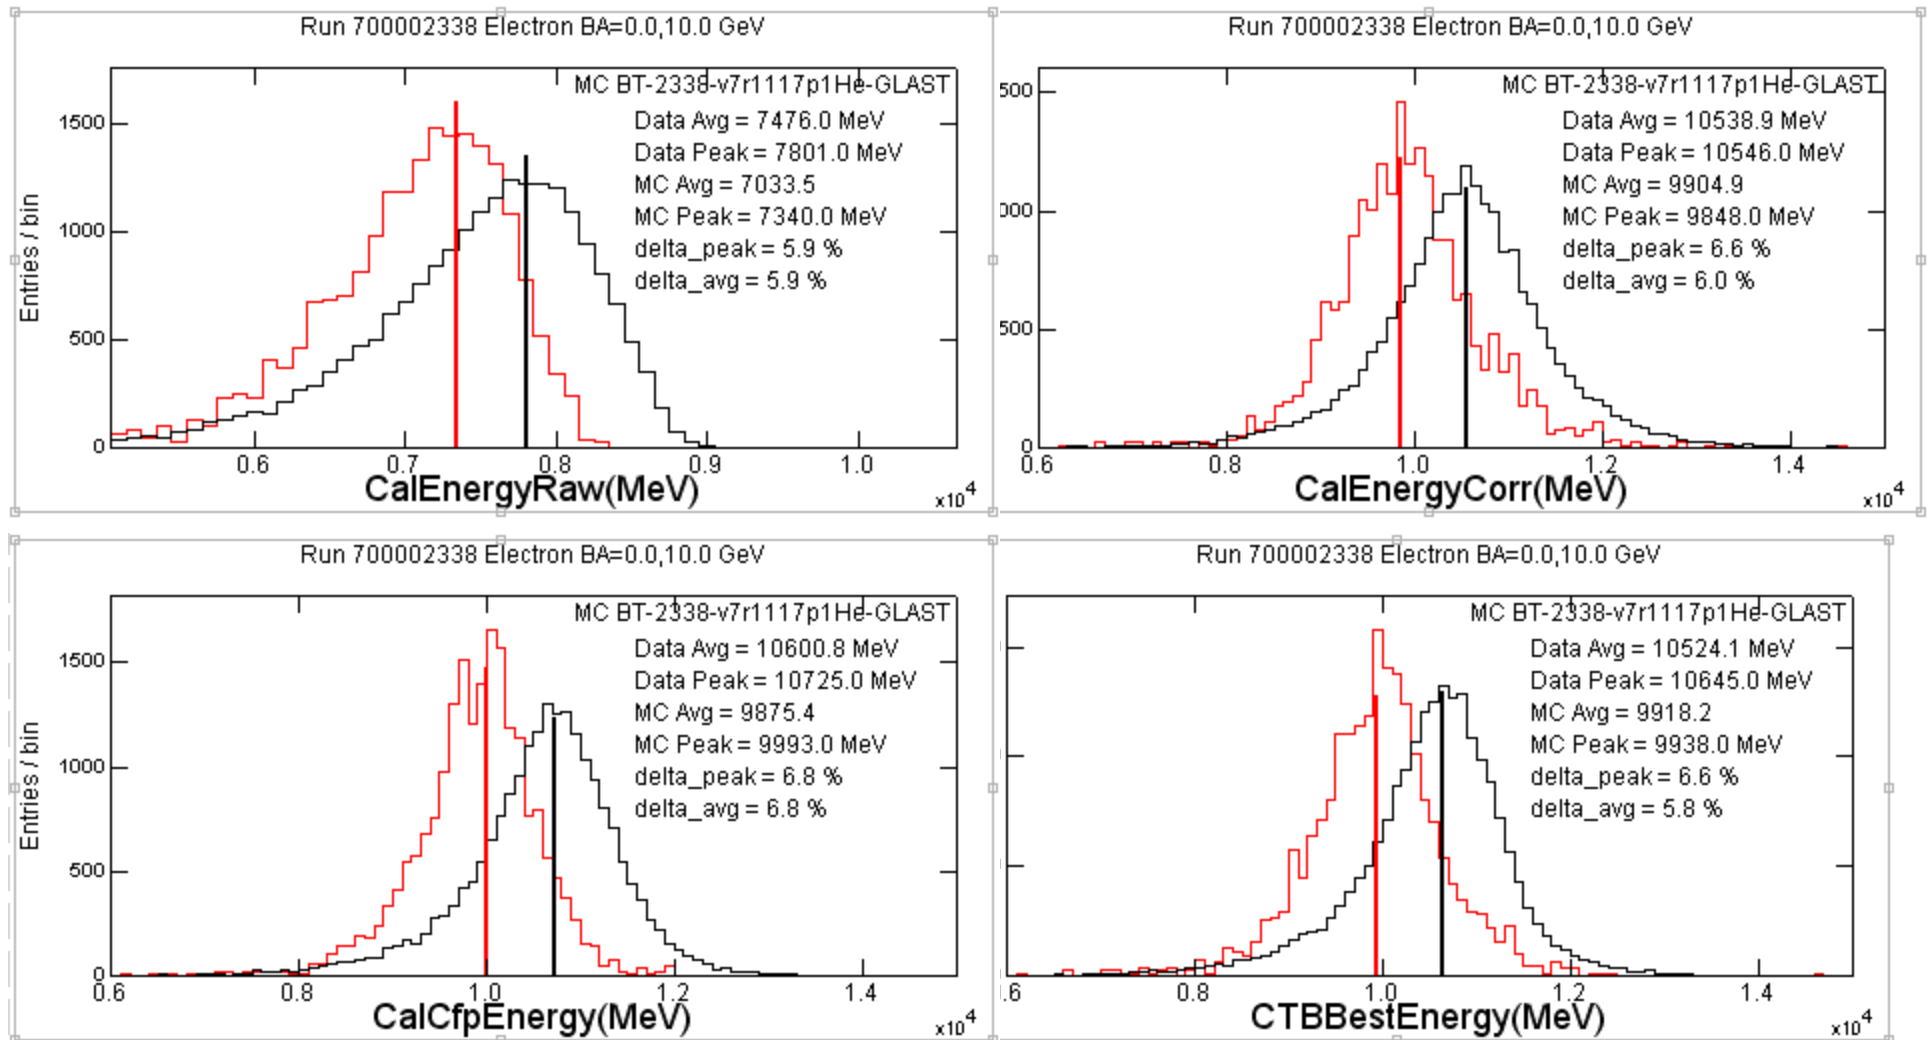 Run 700002338 Electron BA=0.0,10.0 GeV
MC BT-2338-v7r1117p1He-GLAST
Data Avg = 7476.0 MeV
Data Peak = 7801.0 MeV
MC Avg = 7033.5
MC Peak = 7340.0 MeV
delta_peak = 5.9 %
delta_avg = 5.9 %
Entries / bin
1500
1000
500
0
0.6 0.7 0.8 0.9 1.0
CalEnergyRaw(MeV)
x10^4
Run 700002338 Electron BA=0.0,10.0 GeV
MC BT-2338-v7r1117p1He-GLAST
Data Avg = 10538.9 MeV
Data Peak = 10546.0 MeV
MC Avg = 9904.9
MC Peak = 9848.0 MeV
delta_peak = 6.6 %
delta_avg = 6.0 %
500
000
500
0
0.6 0.8 1.0 1.2 1.4
CalEnergyCorr(MeV)
x10^4
Run 700002338 Electron BA=0.0,10.0 GeV
MC BT-2338-v7r1117p1He-GLAST
Data Avg = 10600.8 MeV
Data Peak = 10725.0 MeV
MC Avg = 9875.4
MC Peak = 9993.0 MeV
delta_peak = 6.8 %
delta_avg = 6.8 %
Entries / bin
1500
1000
500
0
0.6 0.8 1.0 1.2 1.4
CalCfpEnergy(MeV)
x10^4
Run 700002338 Electron BA=0.0,10.0 GeV
MC BT-2338-v7r1117p1He-GLAST
Data Avg = 10524.1 MeV
Data Peak = 10645.0 MeV
MC Avg = 9918.2
MC Peak = 9938.0 MeV
delta_peak = 6.6 %
delta_avg = 5.8 %
.6 0.8 1.0 1.2 1.4
CTBBestEnergy(MeV)
x10^4